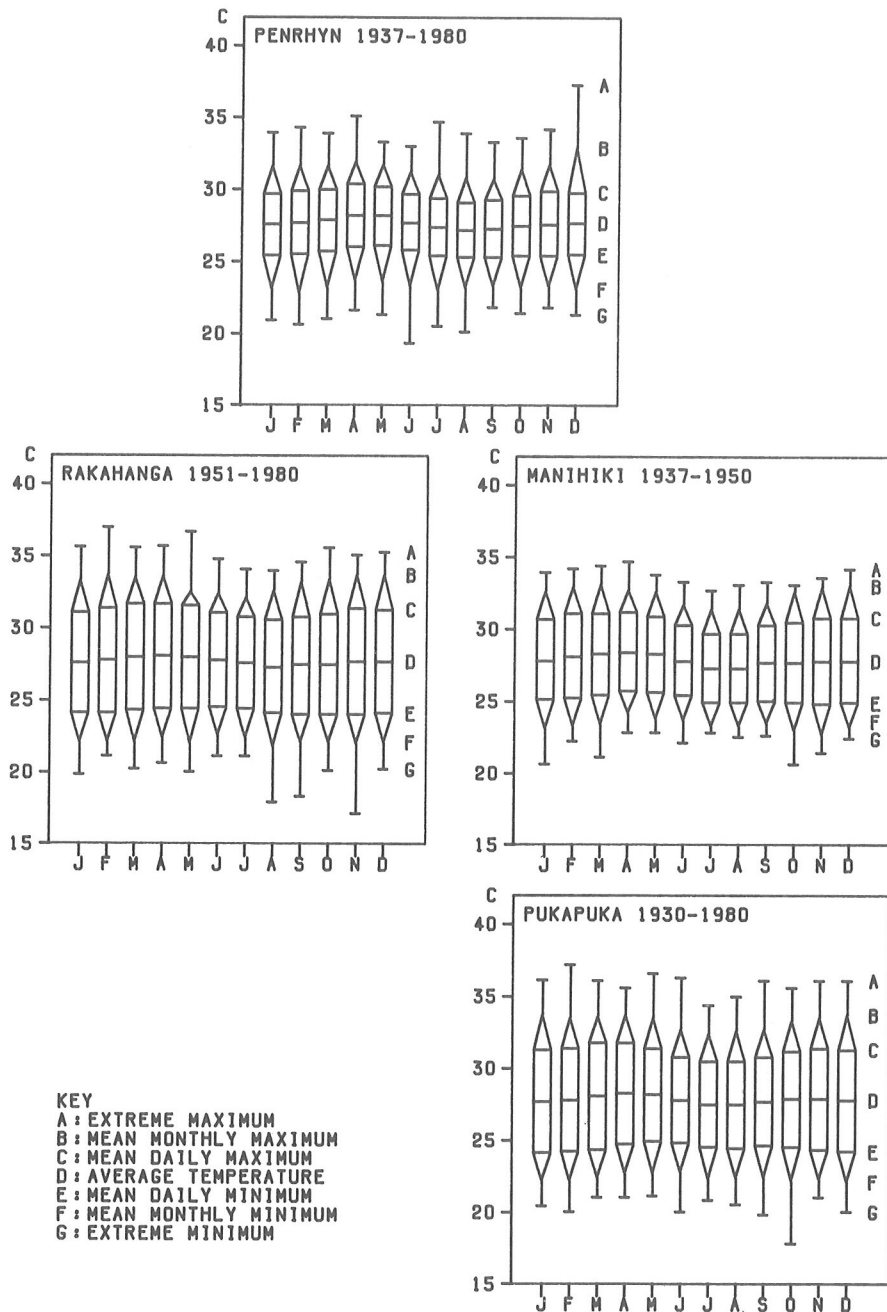 C
PENRHYN 1937-1980
40
35
30
25
20
15
A
B
C
D
E
F
G
J F M A M J J A S O N D
C
RAKAHANGA 1951-1980
40
35
30
25
20
15
A
B
C
D
E
F
G
J F M A M J J A S O N D
C
MANIHIKI 1937-1950
40
35
30
25
20
15
A
B
C
D
E
F
G
J F M A M J J A S O N D
C
PUKAPUKA 1930-1980
40
35
30
25
20
15
A
B
C
D
E
F
G
J F M A M J J A S O N D
KEY
A: EXTREME MAXIMUM
B: MEAN MONTHLY MAXIMUM
C: MEAN DAILY MAXIMUM
D: AVERAGE TEMPERATURE
E: MEAN DAILY MINIMUM
F: MEAN MONTHLY MINIMUM
G: EXTREME MINIMUM